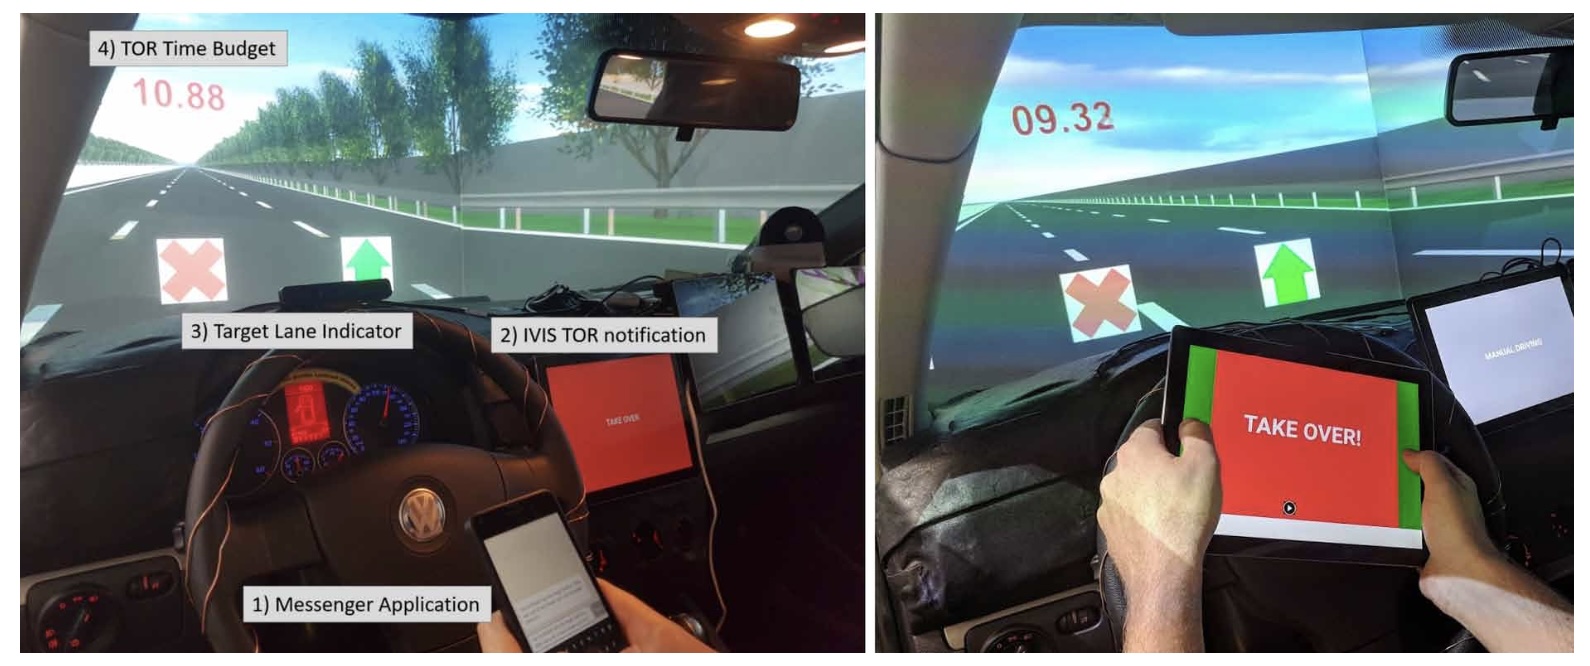 4) TOR Time Budget
10.88
3) Target Lane Indicator
2) IVIS TOR notification
TAKE OVER
1) Messenger Application
09.32
MANUAL DRIVING
TAKE OVER!